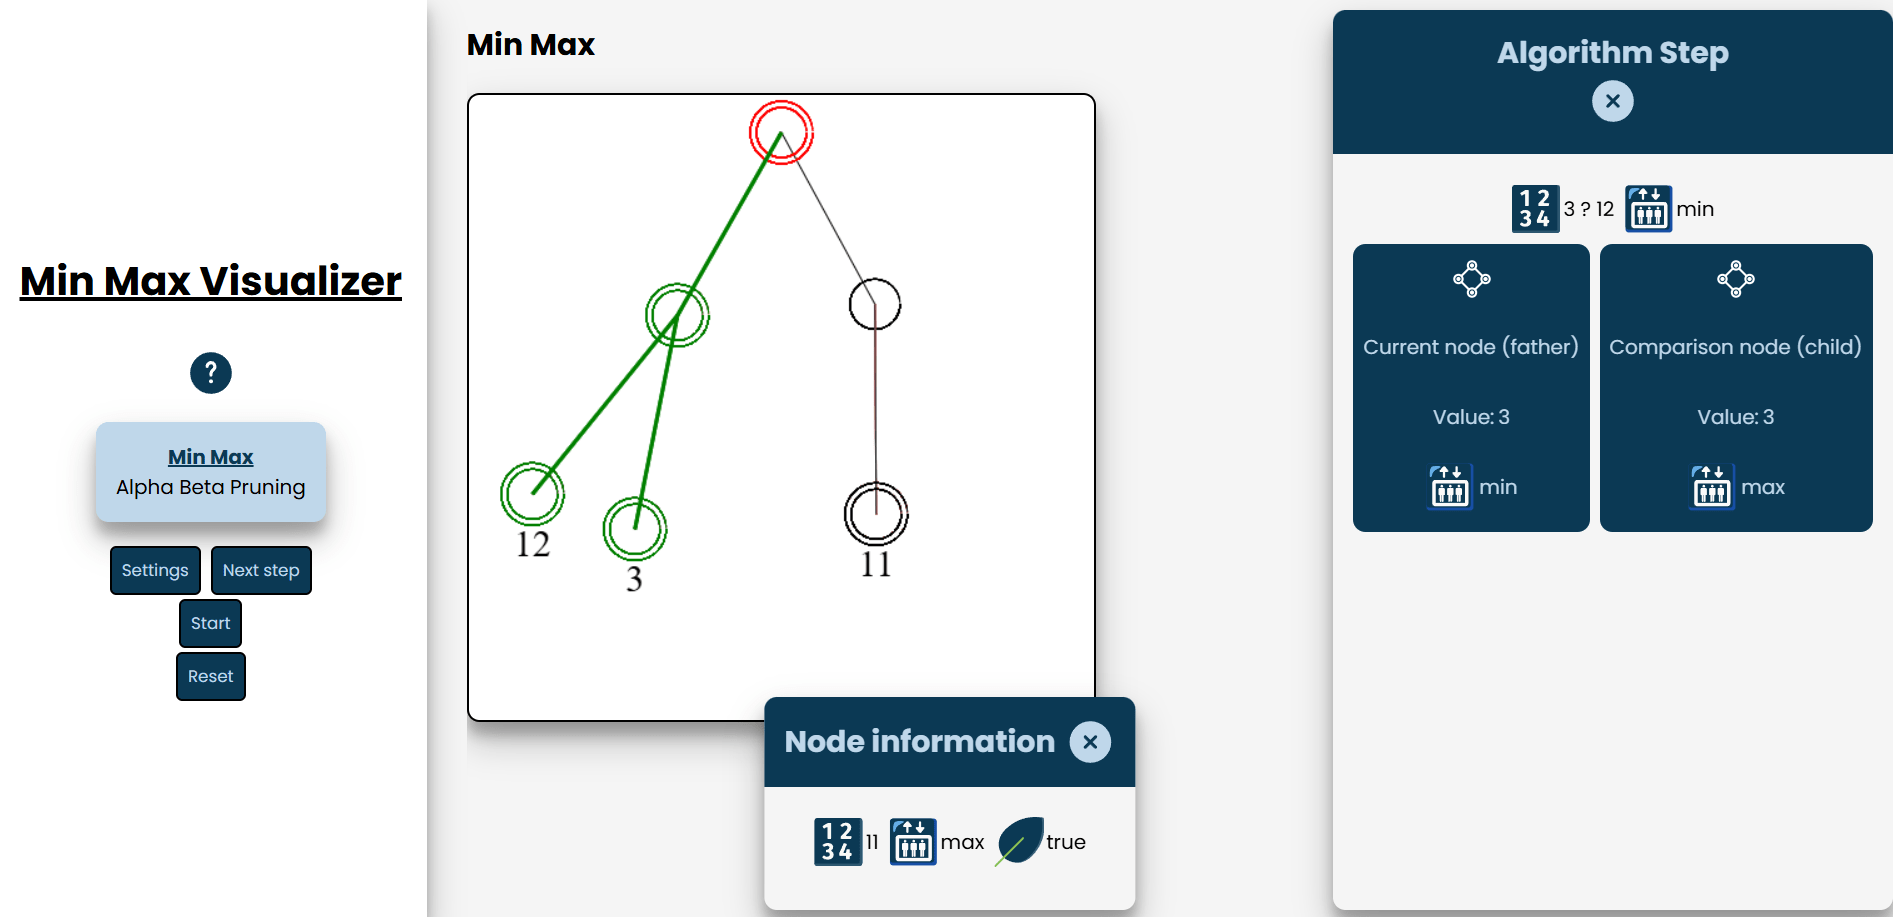 Min Max Visualizer
?
Min Max
Alpha Beta Pruning
Settings
Next step
Start
Reset
Min Max
12
3
11
Node information
1 2
3 4
11
max
true
Algorithm Step
1 2
3 4
3 ? 12
min
Current node (father)
Value: 3
min
Comparison node (child)
Value: 3
max